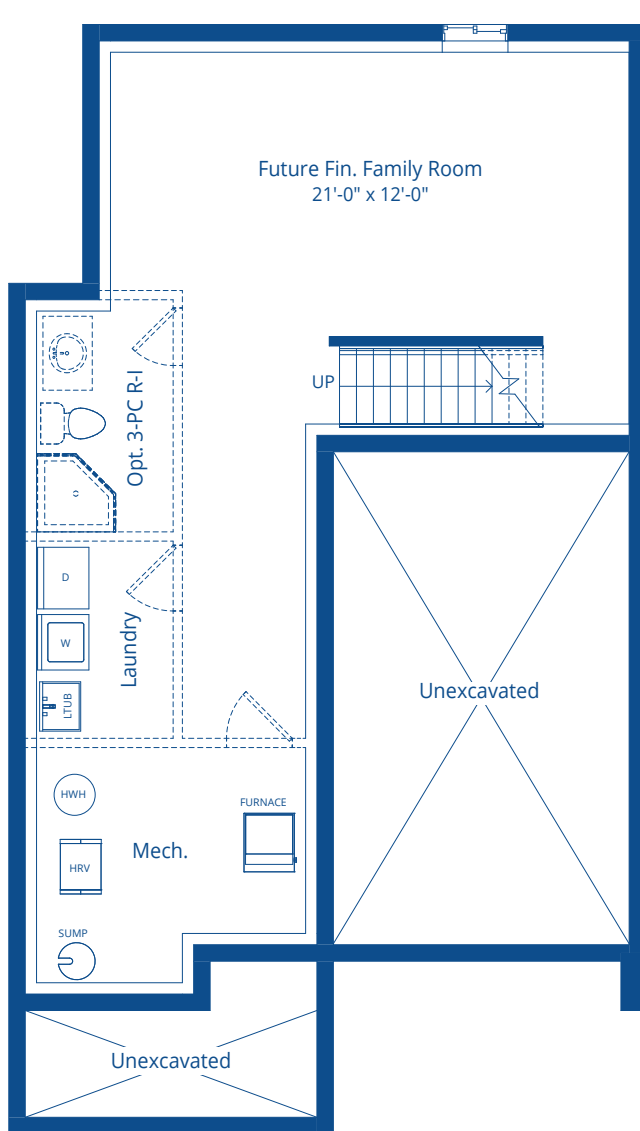 Future Fin. Family Room
21'-0" x 12'-0"
UP
Opt. 3-PC R-I
D
W
Laundry
LTUB
Unexcavated
HWH
FURNACE
Mech.
HRV
SUMP
Unexcavated